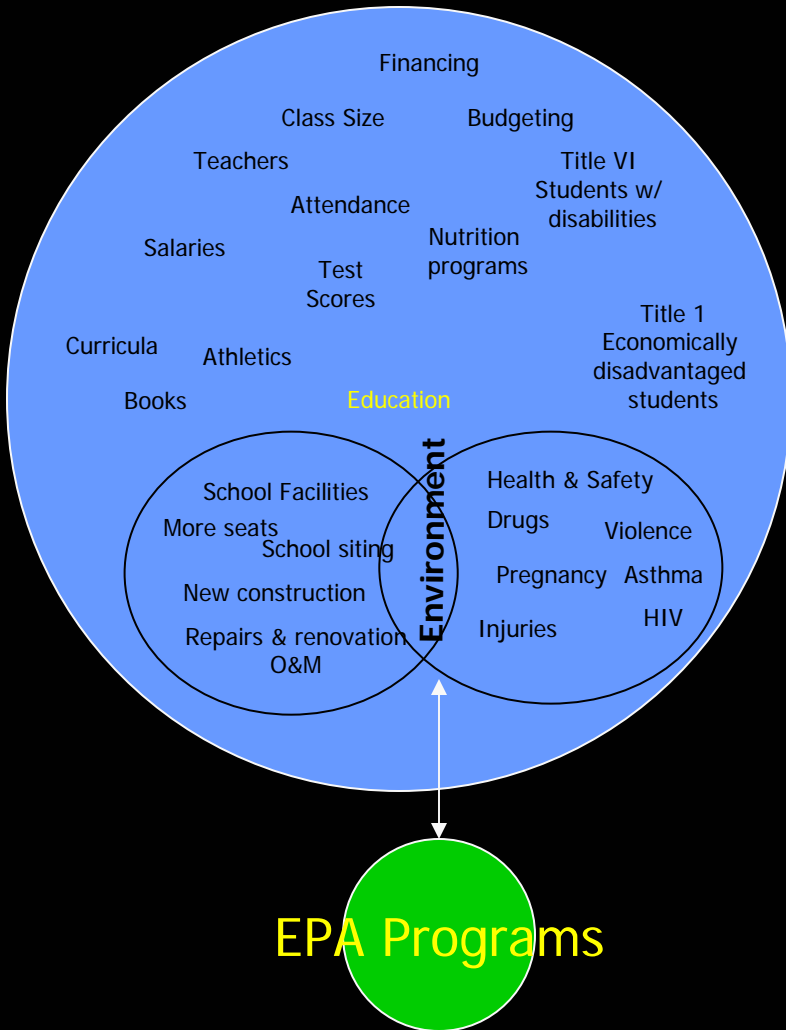 Financing
Class Size
Budgeting
Teachers
Title VI
Students w/
disabilities
Attendance
Nutrition
programs
Salaries
Test
Scores
Title 1
Economically
disadvantaged
students
Curricula
Athletics
Books
Education
Environment
School Facilities
More seats
School siting
New construction
Repairs & renovation
O&M
Health & Safety
Drugs
Violence
Pregnancy
Asthma
HIV
Injuries
EPA Programs